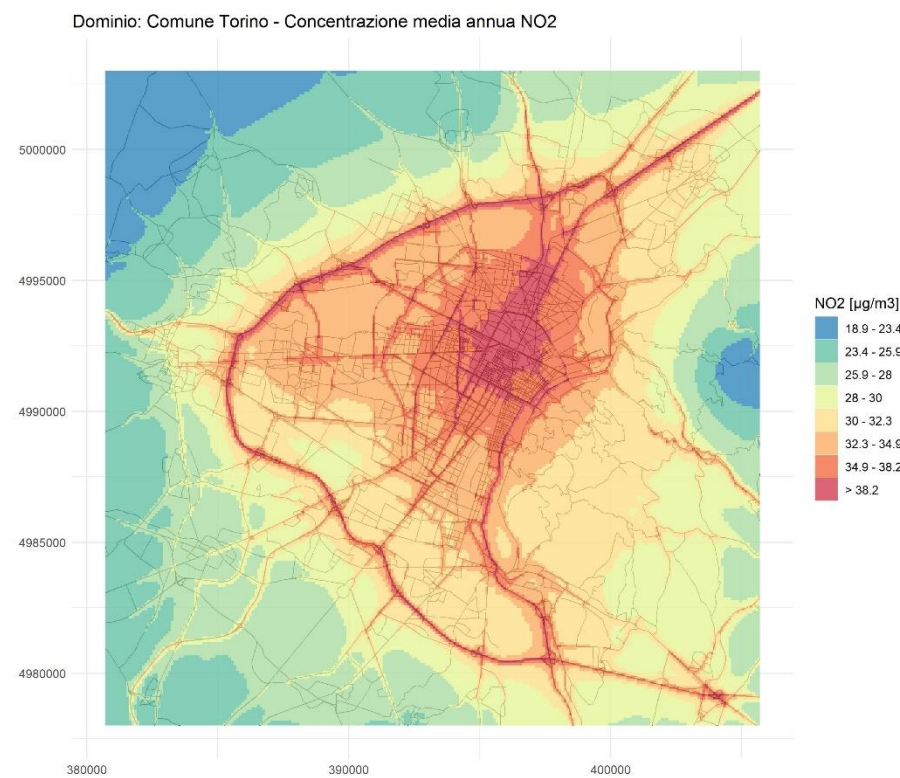 Dominio: Comune Torino - Concentrazione media annua NO2
5000000
4995000
4990000
4985000
4980000
380000
390000
400000
NO2 [µg/m3]
18.9 - 23.4
23.4 - 25.9
25.9 - 28
28 - 30
30 - 32.3
32.3 - 34.9
34.9 - 38.2
> 38.2